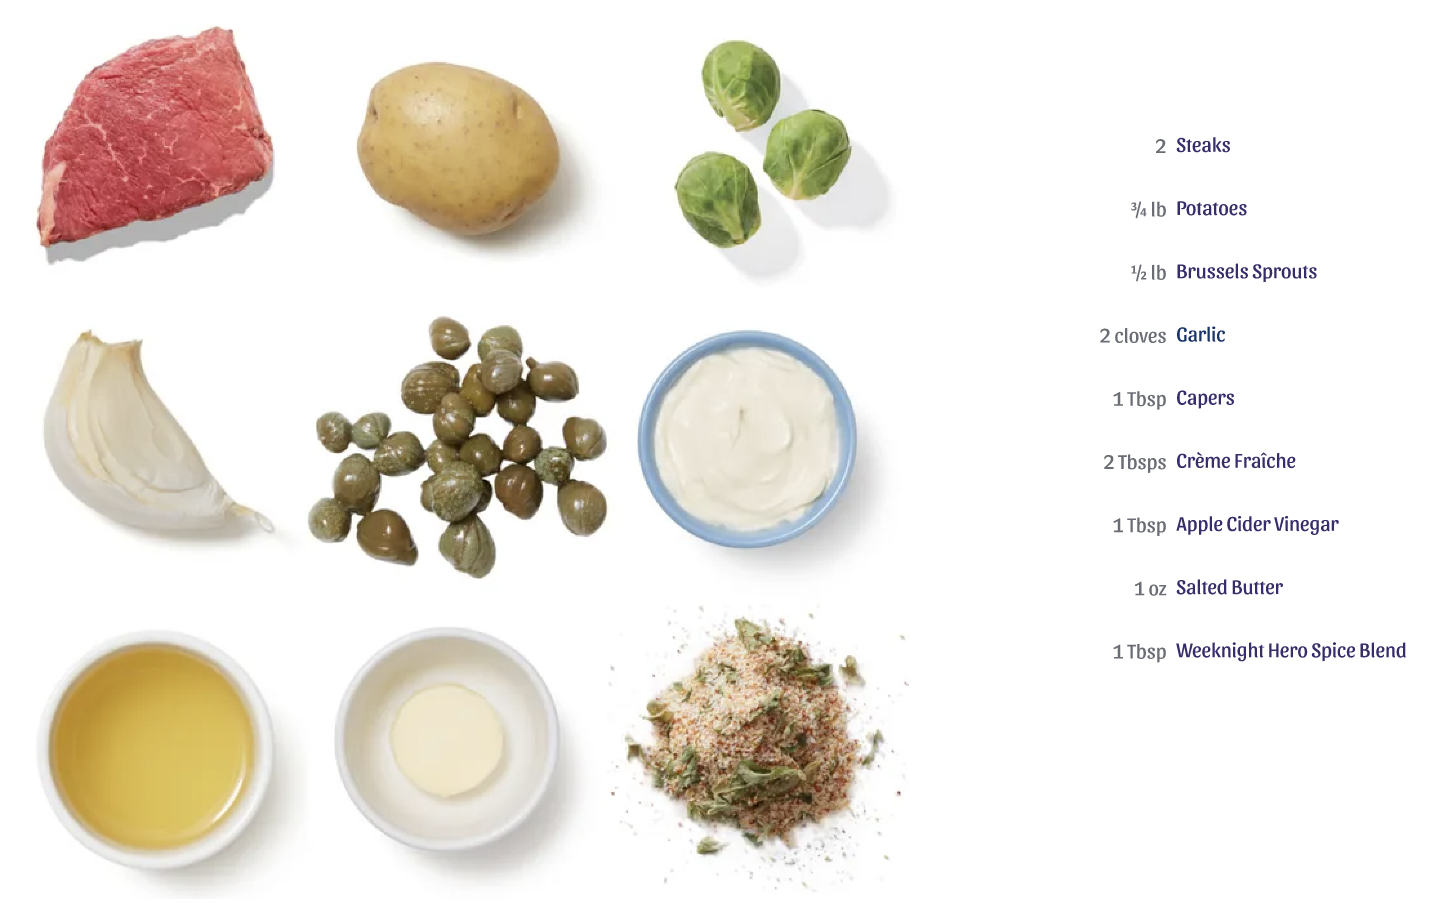 2 Steaks
¾ lb Potatoes
½ lb Brussels Sprouts
2 cloves Garlic
1 Tbsp Capers
2 Tbsps Crème Fraîche
1 Tbsp Apple Cider Vinegar
1 oz Salted Butter
1 Tbsp Weeknight Hero Spice Blend